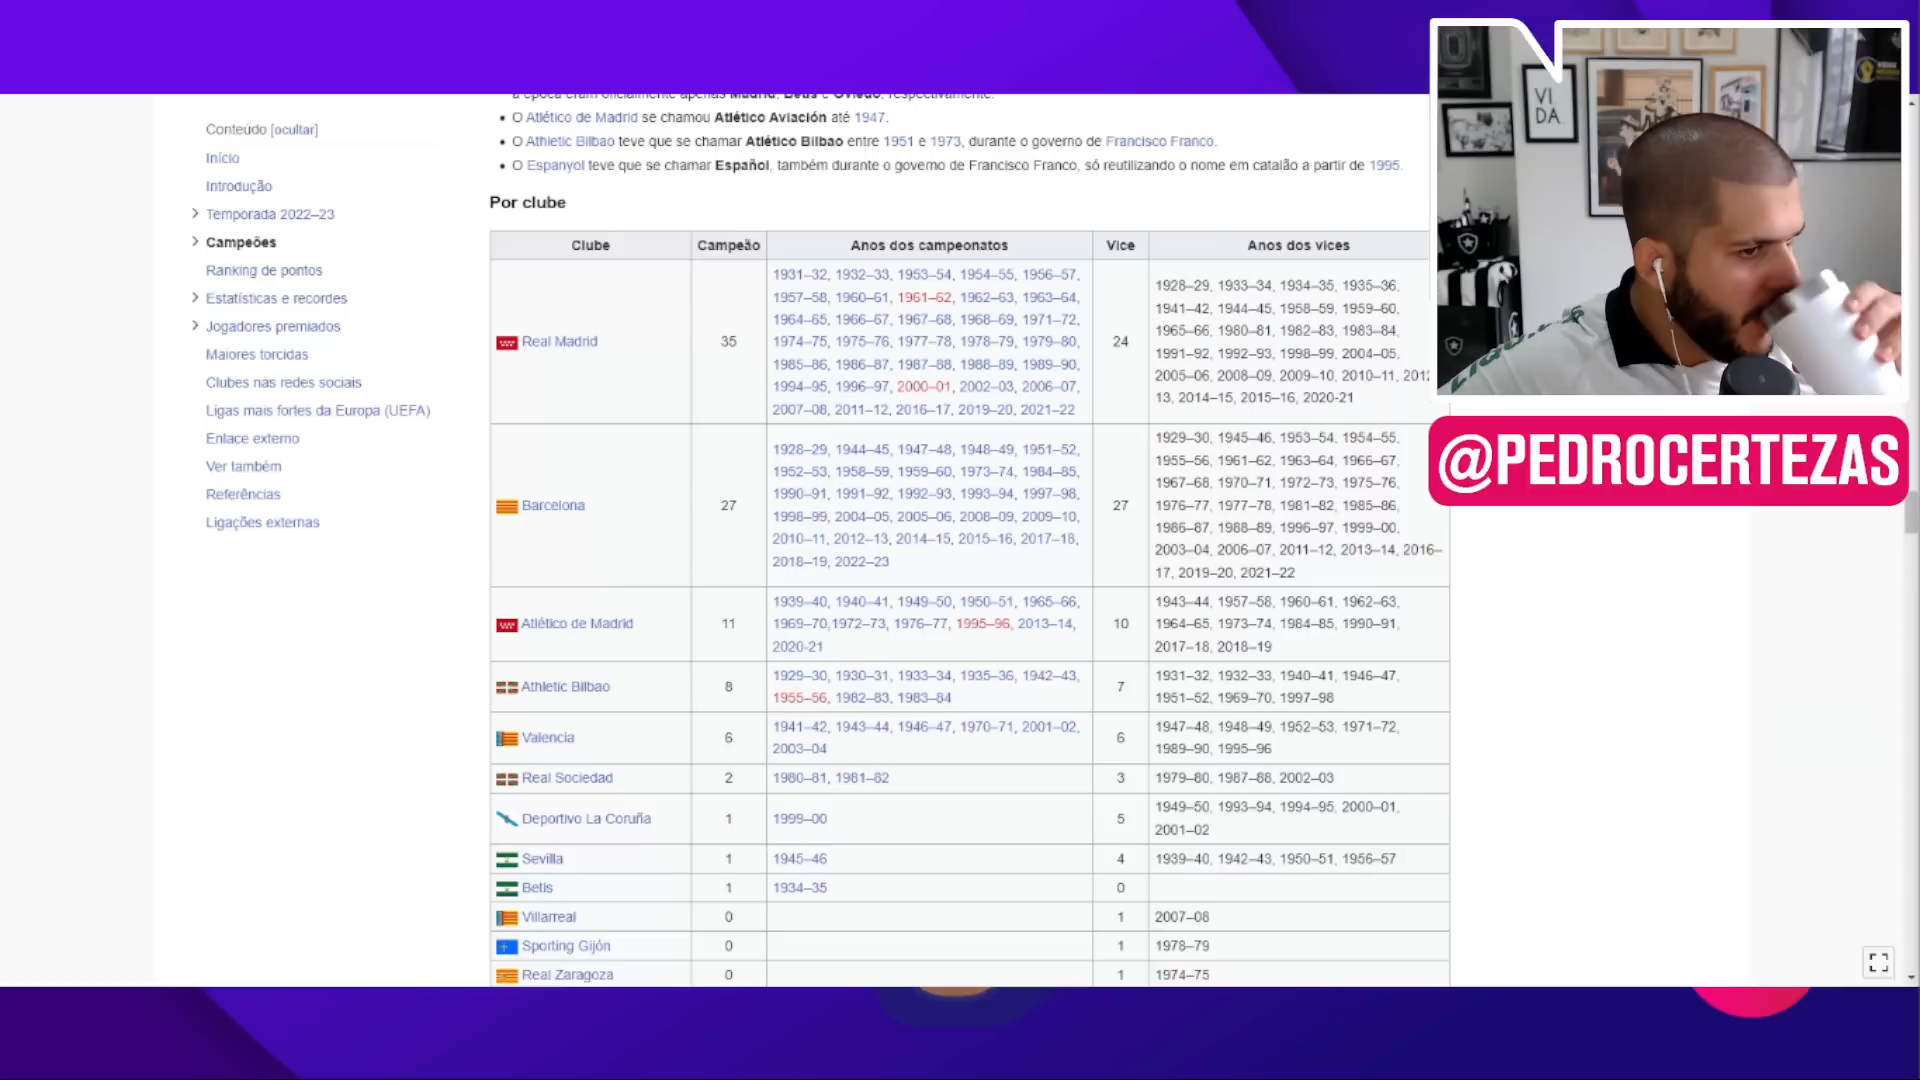 à época eram oficialmente apenas Madrid, Betis e Oviedo, respectivamente.
• O Atlético de Madrid se chamou Atlético Aviación até 1947.
• O Athletic Bilbao teve que se chamar Atlético Bilbao entre 1951 e 1973, durante o governo de Francisco Franco.
• O Espanyol teve que se chamar Español, também durante o governo de Francisco Franco, só reutilizando o nome em catalão a partir de 1995.
Conteúdo [ocultar]
Início
Introdução
Temporada 2022–23
Campeões
Ranking de pontos
Estatísticas e recordes
Jogadores premiados
Maiores torcidas
Clubes nas redes sociais
Ligas mais fortes da Europa (UEFA)
Enlace externo
Ver também
Referências
Ligações externas
Por clube
Clube Campeão Anos dos campeonatos Vice Anos dos vices
Real Madrid 35
1931–32, 1932–33, 1953–54, 1954–55, 1956–57,
1957–58, 1960–61, 1961–62, 1962–63, 1963–64,
1964–65, 1966–67, 1967–68, 1968–69, 1971–72,
1974–75, 1975–76, 1977–78, 1978–79, 1979–80,
1985–86, 1986–87, 1987–88, 1988–89, 1989–90,
1994–95, 1996–97, 2000–01, 2002–03, 2006–07,
2007–08, 2011–12, 2016–17, 2019–20, 2021–22
24
1928–29, 1933–34, 1934–35, 1935–36,
1941–42, 1944–45, 1958–59, 1959–60,
1965–66, 1980–81, 1982–83, 1983–84,
1991–92, 1992–93, 1998–99, 2004–05,
2005–06, 2008–09, 2009–10, 2010–11, 2012
13, 2014–15, 2015–16, 2020-21
Barcelona 27
1928–29, 1944–45, 1947–48, 1948–49, 1951–52,
1952–53, 1958–59, 1959–60, 1973–74, 1984–85,
1990–91, 1991–92, 1992–93, 1993–94, 1997–98,
1998–99, 2004–05, 2005–06, 2008–09, 2009–10,
2010–11, 2012–13, 2014–15, 2015–16, 2017–18,
2018–19, 2022–23
27
1929–30, 1945–46, 1953–54, 1954–55,
1955–56, 1961–62, 1963–64, 1966–67,
1967–68, 1970–71, 1972–73, 1975–76,
1976–77, 1977–78, 1981–82, 1985–86,
1986–87, 1988–89, 1996–97, 1999–00,
2003–04, 2006–07, 2011–12, 2013–14, 2016–
17, 2019–20, 2021–22
Atlético de Madrid 11
1939–40, 1940–41, 1949–50, 1950–51, 1965–66,
1969–70,1972–73, 1976–77, 1995–96, 2013–14,
2020-21
10
1943–44, 1957–58, 1960–61, 1962–63,
1964–65, 1973–74, 1984–85, 1990–91,
2017–18, 2018–19
Athletic Bilbao 8
1929–30, 1930–31, 1933–34, 1935–36, 1942–43,
1955–56, 1982–83, 1983–84
7
1931–32, 1932–33, 1940–41, 1946–47,
1951–52, 1969–70, 1997–98
Valencia 6
1941–42, 1943–44, 1946–47, 1970–71, 2001–02,
2003–04
6
1947–48, 1948–49, 1952–53, 1971–72,
1989–90, 1995–96
Real Sociedad 2 1980–81, 1981–82 3 1979–80, 1987–88, 2002–03
Deportivo La Coruña 1 1999–00 5
1949–50, 1993–94, 1994–95, 2000–01,
2001–02
Sevilla 1 1945–46 4 1939–40, 1942–43, 1950–51, 1956–57
Betis 1 1934–35 0
Villarreal 0 1 2007–08
Sporting Gijón 0 1 1978–79
Real Zaragoza 0 1 1974–75
VI
DA
@PEDROCERTEZAS